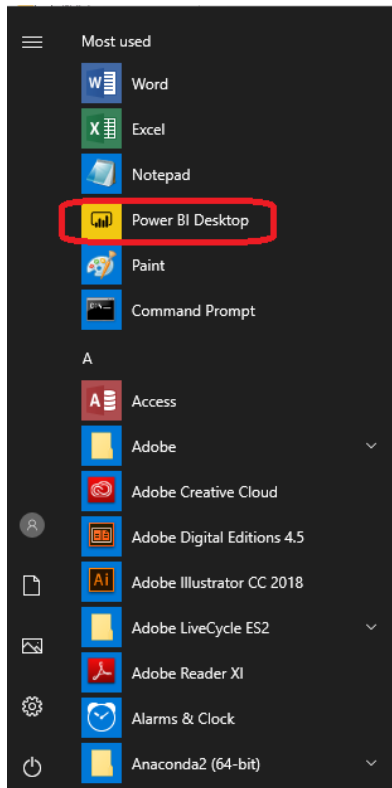 Most used
Word
Excel
Notepad
Power BI Desktop
Paint
Command Prompt
A
Access
Adobe
Adobe Creative Cloud
Adobe Digital Editions 4.5
Ai
Adobe Illustrator CC 2018
Adobe LiveCycle ES2
Adobe Reader XI
Alarms & Clock
Anaconda2 (64-bit)